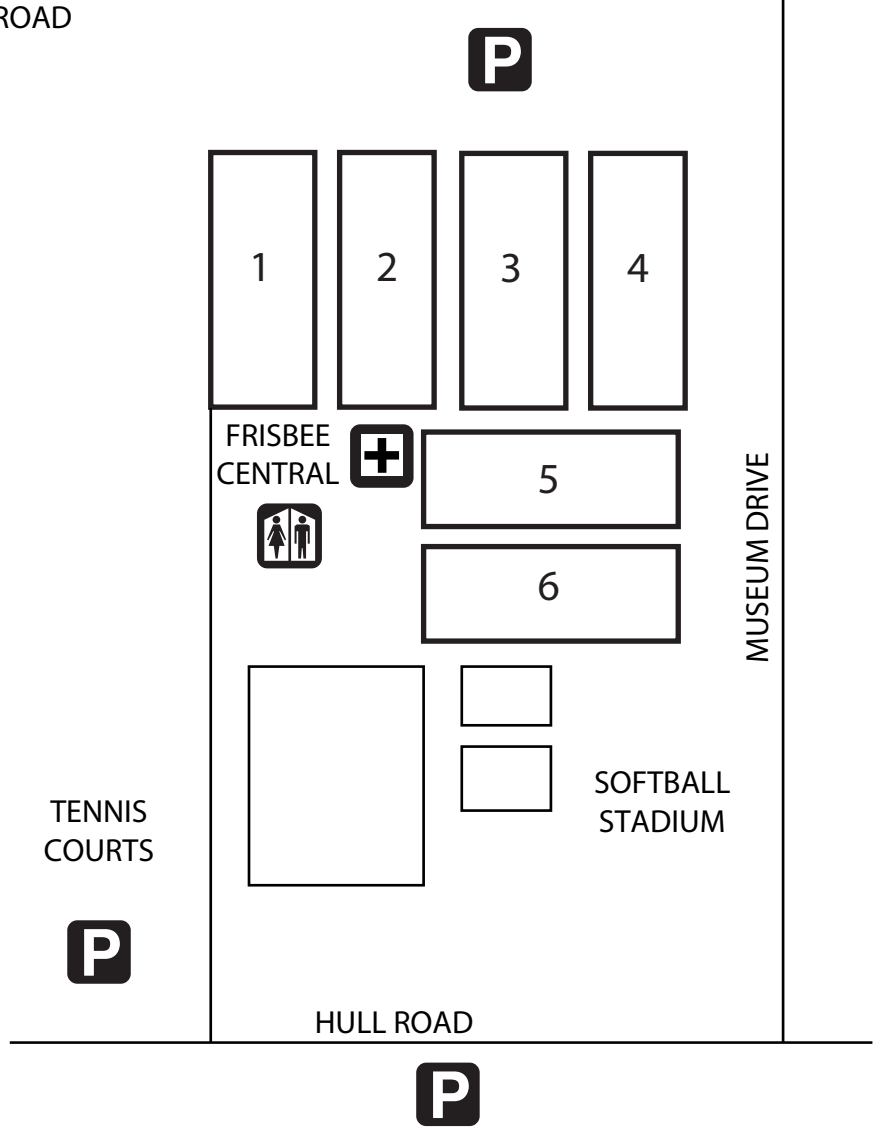 ROAD
P
1
2
3
4
FRISBEE
CENTRAL
5
6
MUSEUM DRIVE
SOFTBALL
STADIUM
TENNIS
COURTS
P
HULL ROAD
P